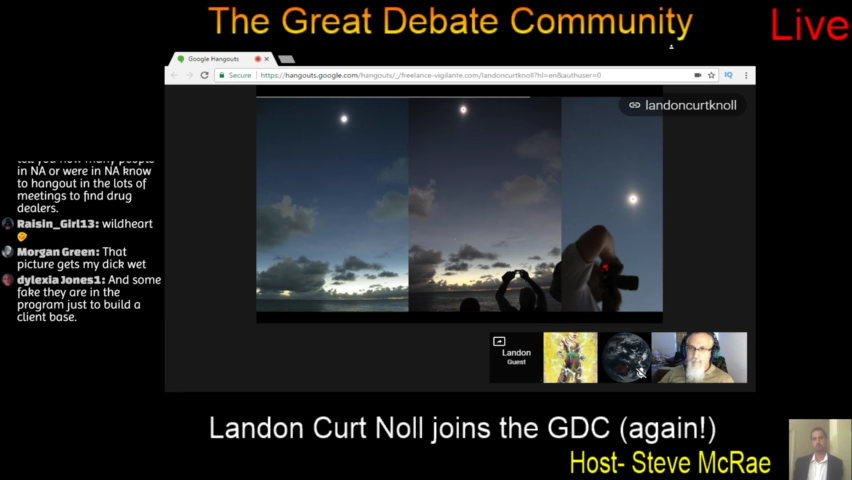 The Great Debate Community
Live
Google Hangouts
Secure
https://hangouts.google.com/hangouts/_/freelance-vigilante.com/landoncurtknoll?hl=en&authuser=0
IQ
landoncurtknoll
in NA or were in NA know
to hangout in the lots of
meetings to find drug
dealers.
Raisin_Girl13: wildheart
Morgan Green: That
picture gets my dick wet
dylexia Jones1: And some
fake they are in the
program just to build a
client base.
Landon
Guest
Landon Curt Noll joins the GDC (again!)
Host- Steve McRae